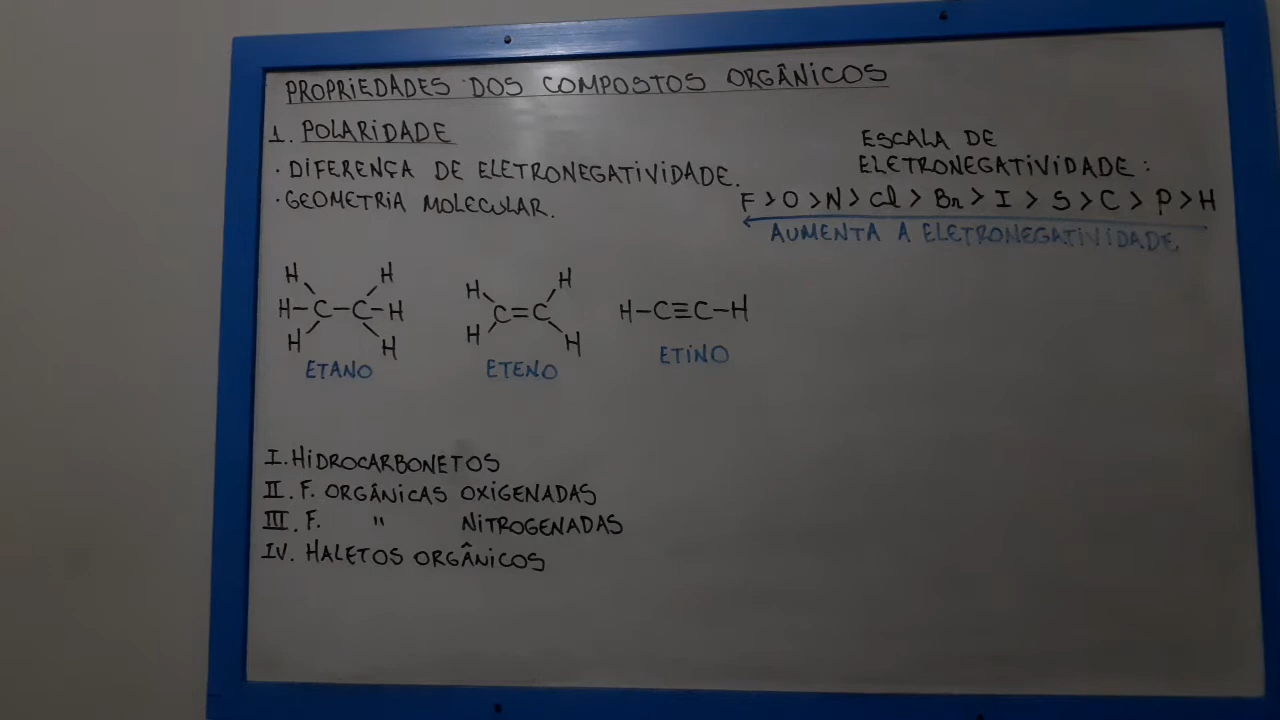 PROPRIEDADES DOS COMPOSTOS ORGÂNICOS
1. POLARIDADE
· DIFERENÇA DE ELETRONEGATIVIDADE.
· GEOMETRIA MOLECULAR.
ESCALA DE
ELETRONEGATIVIDADE:
F > O > N > Cl > Br > I > S > C > P > H
AUMENTA A ELETRONEGATIVIDADE
H H
H-C-C-H
H H
ETANO
H H
C=C
H H
ETENO
H-C≡C-H
ETINO
I. HIDROCARBONETOS
II. F. ORGÂNICAS OXIGENADAS
III. F. " NITROGENADAS
IV. HALETOS ORGÂNICOS